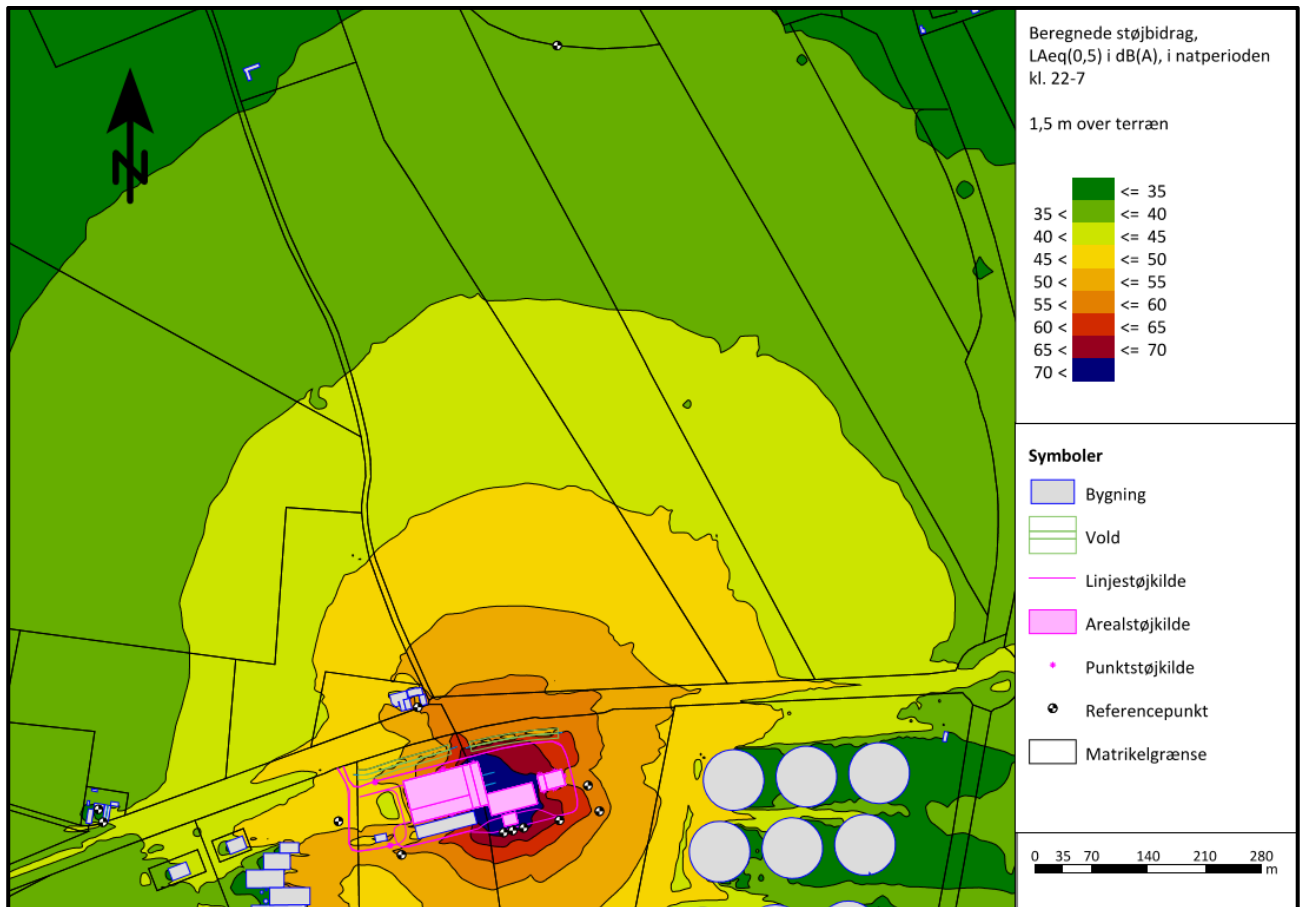 Beregnede støjbidrag,
LAeq(0,5) i dB(A), i natperioden
kl. 22-7
1,5 m over terræn
<= 35
35 < <= 40
40 < <= 45
45 < <= 50
50 < <= 55
55 < <= 60
60 < <= 65
65 < <= 70
70 <
N
Symboler
Bygning
Vold
Linjestøjkilde
Arealstøjkilde
Punktstøjkilde
Referencepunkt
Matrikelgrænse
0 35 70 140 210 280
m